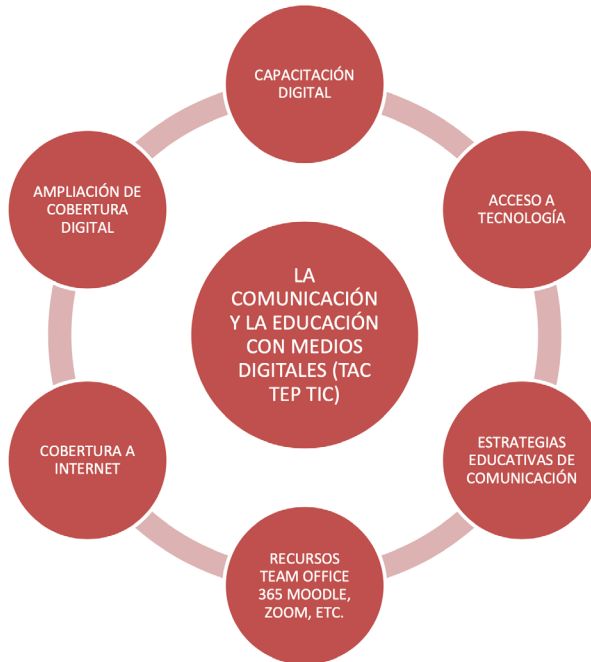 CAPACITACIÓN
DIGITAL
ACCESO A
TECNOLOGÍA
ESTRATEGIAS
EDUCATIVAS DE
COMUNICACIÓN
RECURSOS
TEAM OFFICE
365 MOODLE,
ZOOM, ETC.
COBERTURA A
INTERNET
AMPLIACIÓN DE
COBERTURA
DIGITAL
LA
COMUNICACIÓN
Y LA EDUCACIÓN
CON MEDIOS
DIGITALES (TAC
TEP TIC)